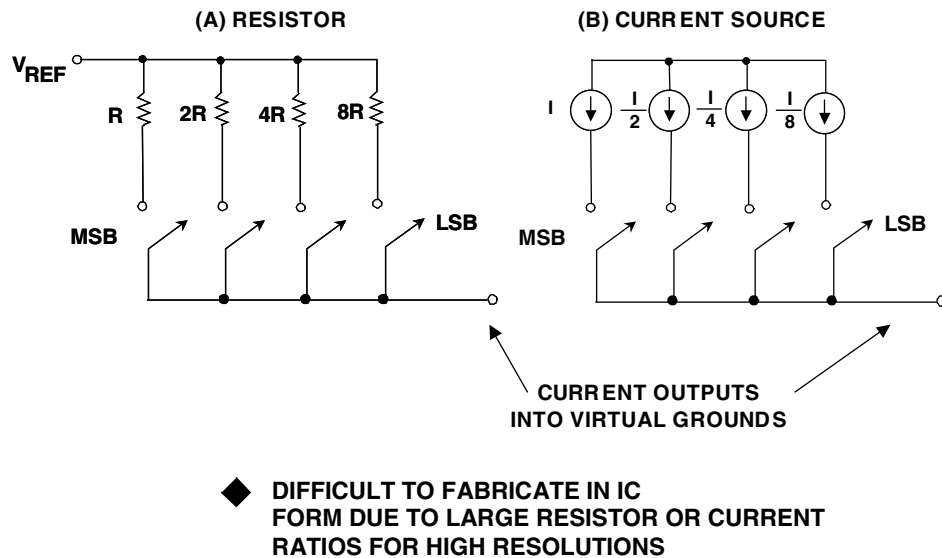 (A) RESISTOR
(B) CURRENT SOURCE
VREF
R
2R
4R
8R
I
I
2
I
4
I
8
MSB
LSB
MSB
LSB
CURRENT OUTPUTS
INTO VIRTUAL GROUNDS
DIFFICULT TO FABRICATE IN IC
FORM DUE TO LARGE RESISTOR OR CURRENT
RATIOS FOR HIGH RESOLUTIONS